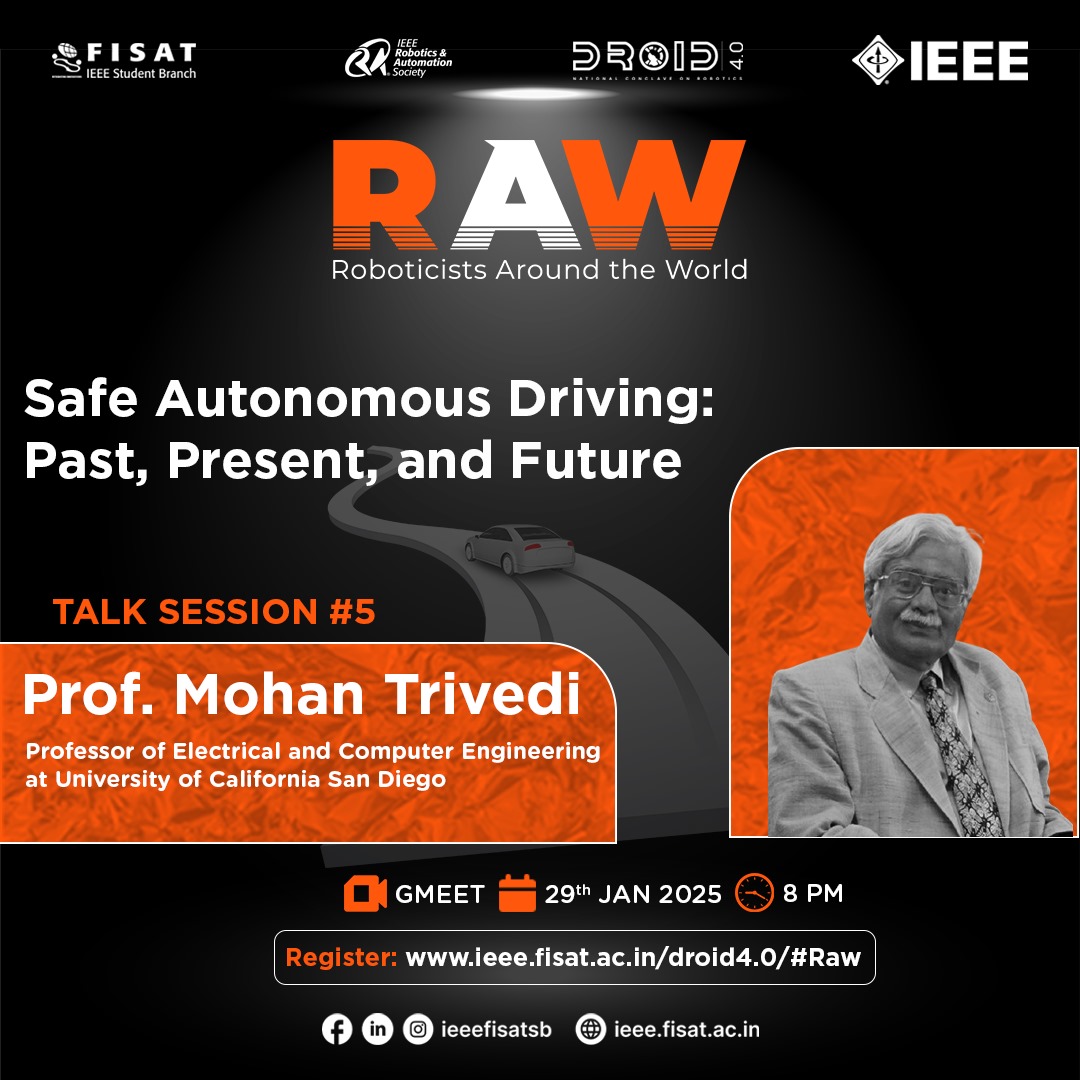 FISAT
IEEE Student Branch
IEEE
Robotics &
Automation
Society
DROID 4.0
NATIONAL CONCLAVE ON ROBOTICS
IEEE
RAW
Roboticists Around the World
Safe Autonomous Driving:
Past, Present, and Future
TALK SESSION #5
Prof. Mohan Trivedi
Professor of Electrical and Computer Engineering
at University of California San Diego
GMEET 29th JAN 2025 8 PM
Register: www.ieee.fisat.ac.in/droid4.0/#Raw
ieeefisatsb ieee.fisat.ac.in